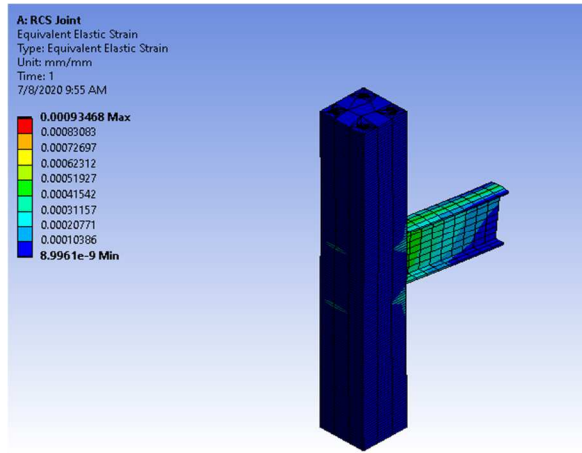 A: RCS Joint
Equivalent Elastic Strain
Type: Equivalent Elastic Strain
Unit: mm/mm
Time: 1
7/8/2020 9:55 AM
0.00093468 Max
0.00083083
0.00072697
0.00062312
0.00051927
0.00041542
0.00031157
0.00020771
0.00010386
8.9961e-9 Min